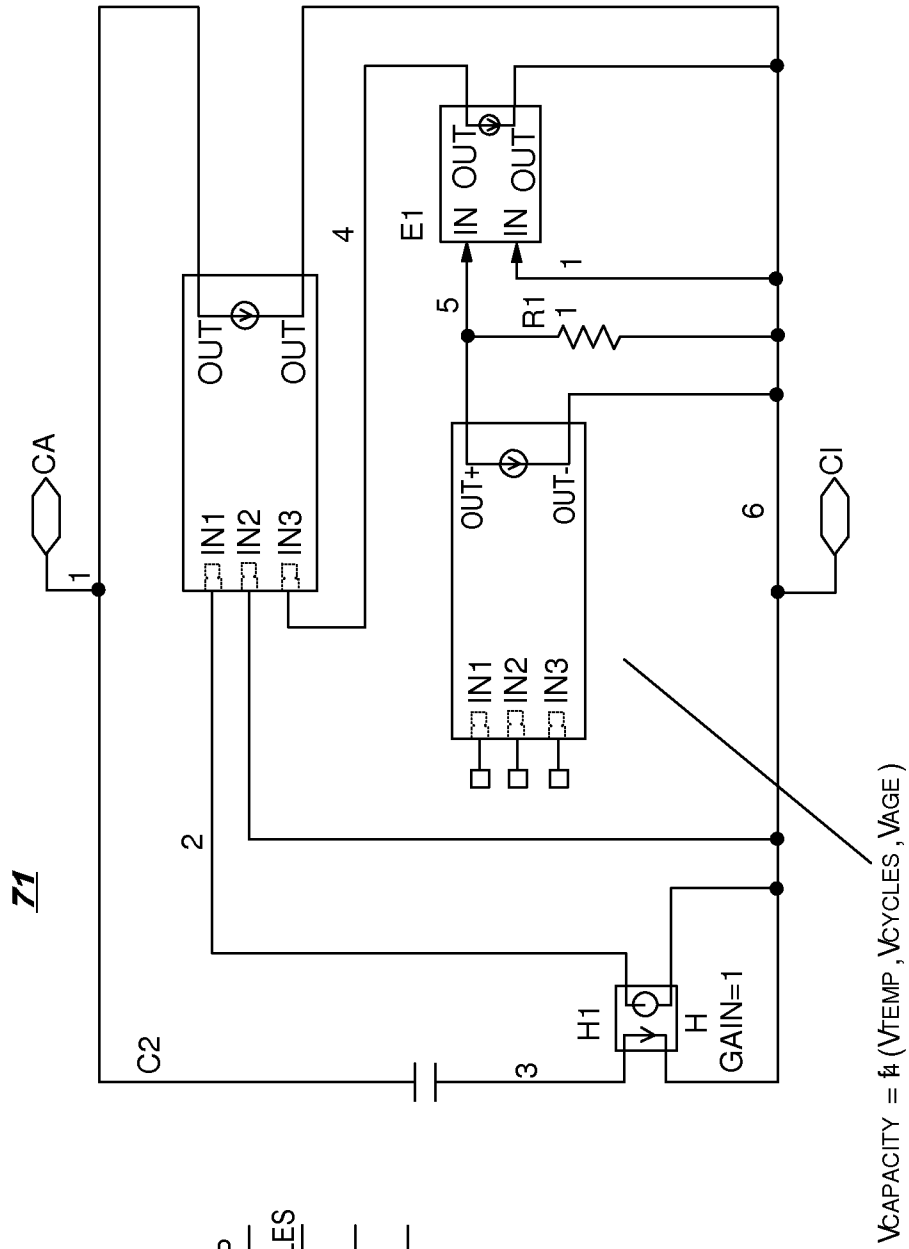 71
CA
1
C2
2
3
H1
H
GAIN=1
IN1
IN2
IN3
OUT
OUT
4
E1
IN
IN
OUT
OUT
5
1
R1
1
IN1
IN2
IN3
OUT+
OUT-
6
CI
VCAPACITY = f4 (VTEMP , VCYCLES , VAGE )